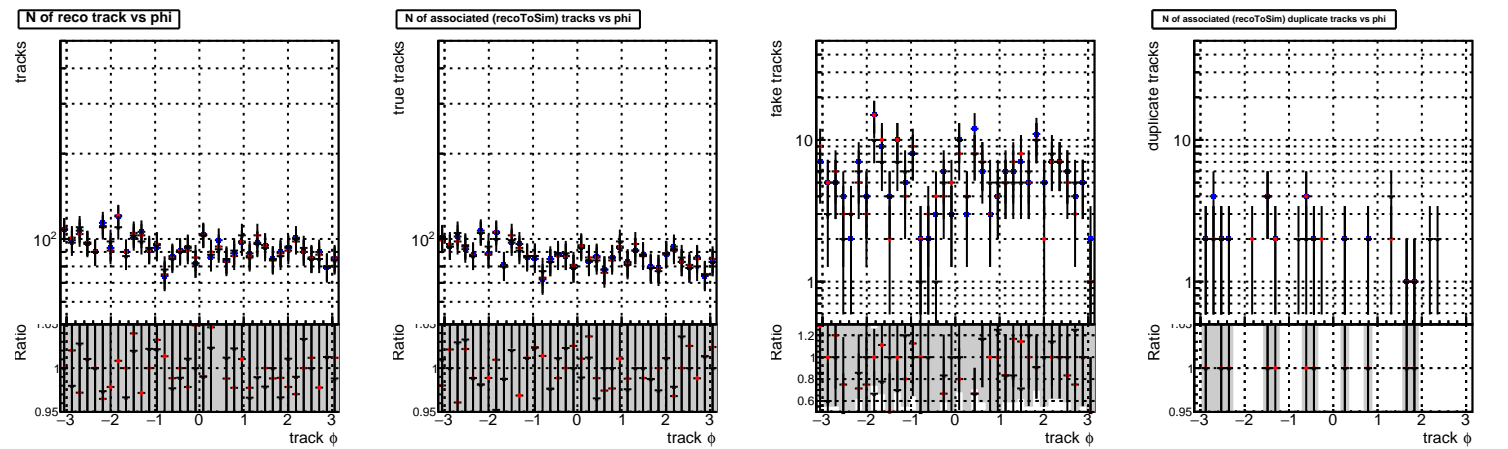 N of reco track vs phi
tracks
10²
Ratio
1.05
1
0.95
−3 −2 −1 0 1 2 3
track ϕ
N of associated (recoToSim) tracks vs phi
true tracks
10²
Ratio
1.05
1
0.95
−3 −2 −1 0 1 2 3
track ϕ
fake tracks
10
1
Ratio
1.2
1
0.8
0.6
−3 −2 −1 0 1 2 3
track ϕ
N of associated (recoToSim) duplicate tracks vs phi
duplicate tracks
10
1
Ratio
1.05
1
0.95
−3 −2 −1 0 1 2 3
track ϕ